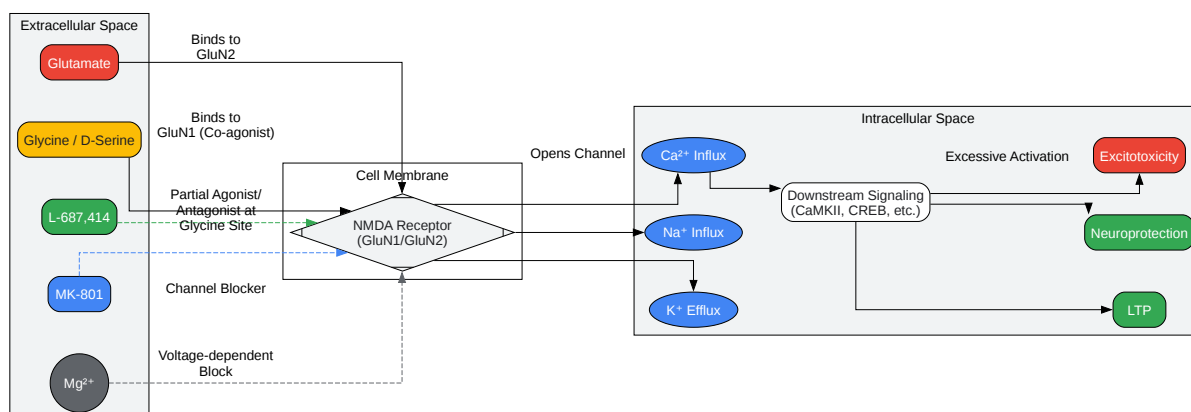 Extracellular Space
Glutamate
Binds to
GluN2
Glycine / D-Serine
Binds to
GluN1 (Co-agonist)
L-687,414
Partial Agonist/
Antagonist at
Glycine Site
MK-801
Channel Blocker
Mg²⁺
Voltage-dependent
Block
Cell Membrane
NMDA Receptor
(GluN1/GluN2)
Opens Channel
Intracellular Space
Ca²⁺ Influx
Na⁺ Influx
K⁺ Efflux
Downstream Signaling
(CaMKII, CREB, etc.)
Excessive Activation
Excitotoxicity
Neuroprotection
LTP